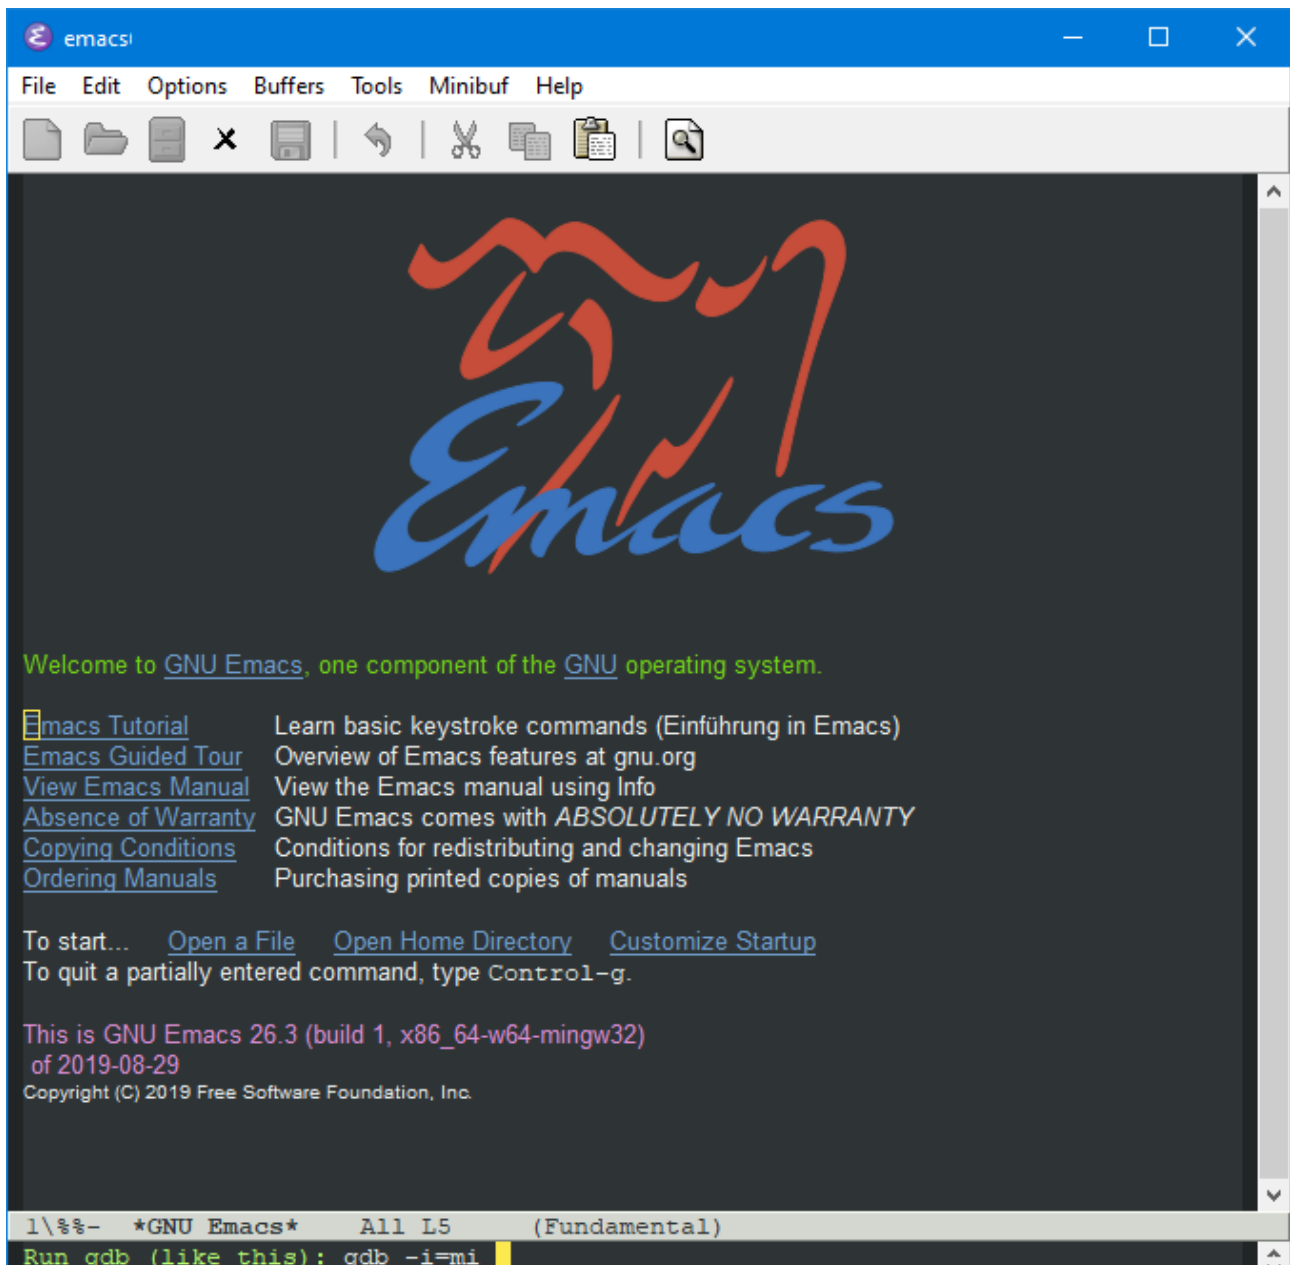 emacs
File Edit Options Buffers Tools Minibuf Help
Emacs
Welcome to GNU Emacs, one component of the GNU operating system.
Emacs Tutorial Learn basic keystroke commands (Einführung in Emacs)
Emacs Guided Tour Overview of Emacs features at gnu.org
View Emacs Manual View the Emacs manual using Info
Absence of Warranty GNU Emacs comes with ABSOLUTELY NO WARRANTY
Copying Conditions Conditions for redistributing and changing Emacs
Ordering Manuals Purchasing printed copies of manuals
To start... Open a File Open Home Directory Customize Startup
To quit a partially entered command, type Control-g.
This is GNU Emacs 26.3 (build 1, x86_64-w64-mingw32)
of 2019-08-29
Copyright (C) 2019 Free Software Foundation, Inc.
1\%%- *GNU Emacs* All L5 (Fundamental)
Run gdb (like this): gdb -i=mi